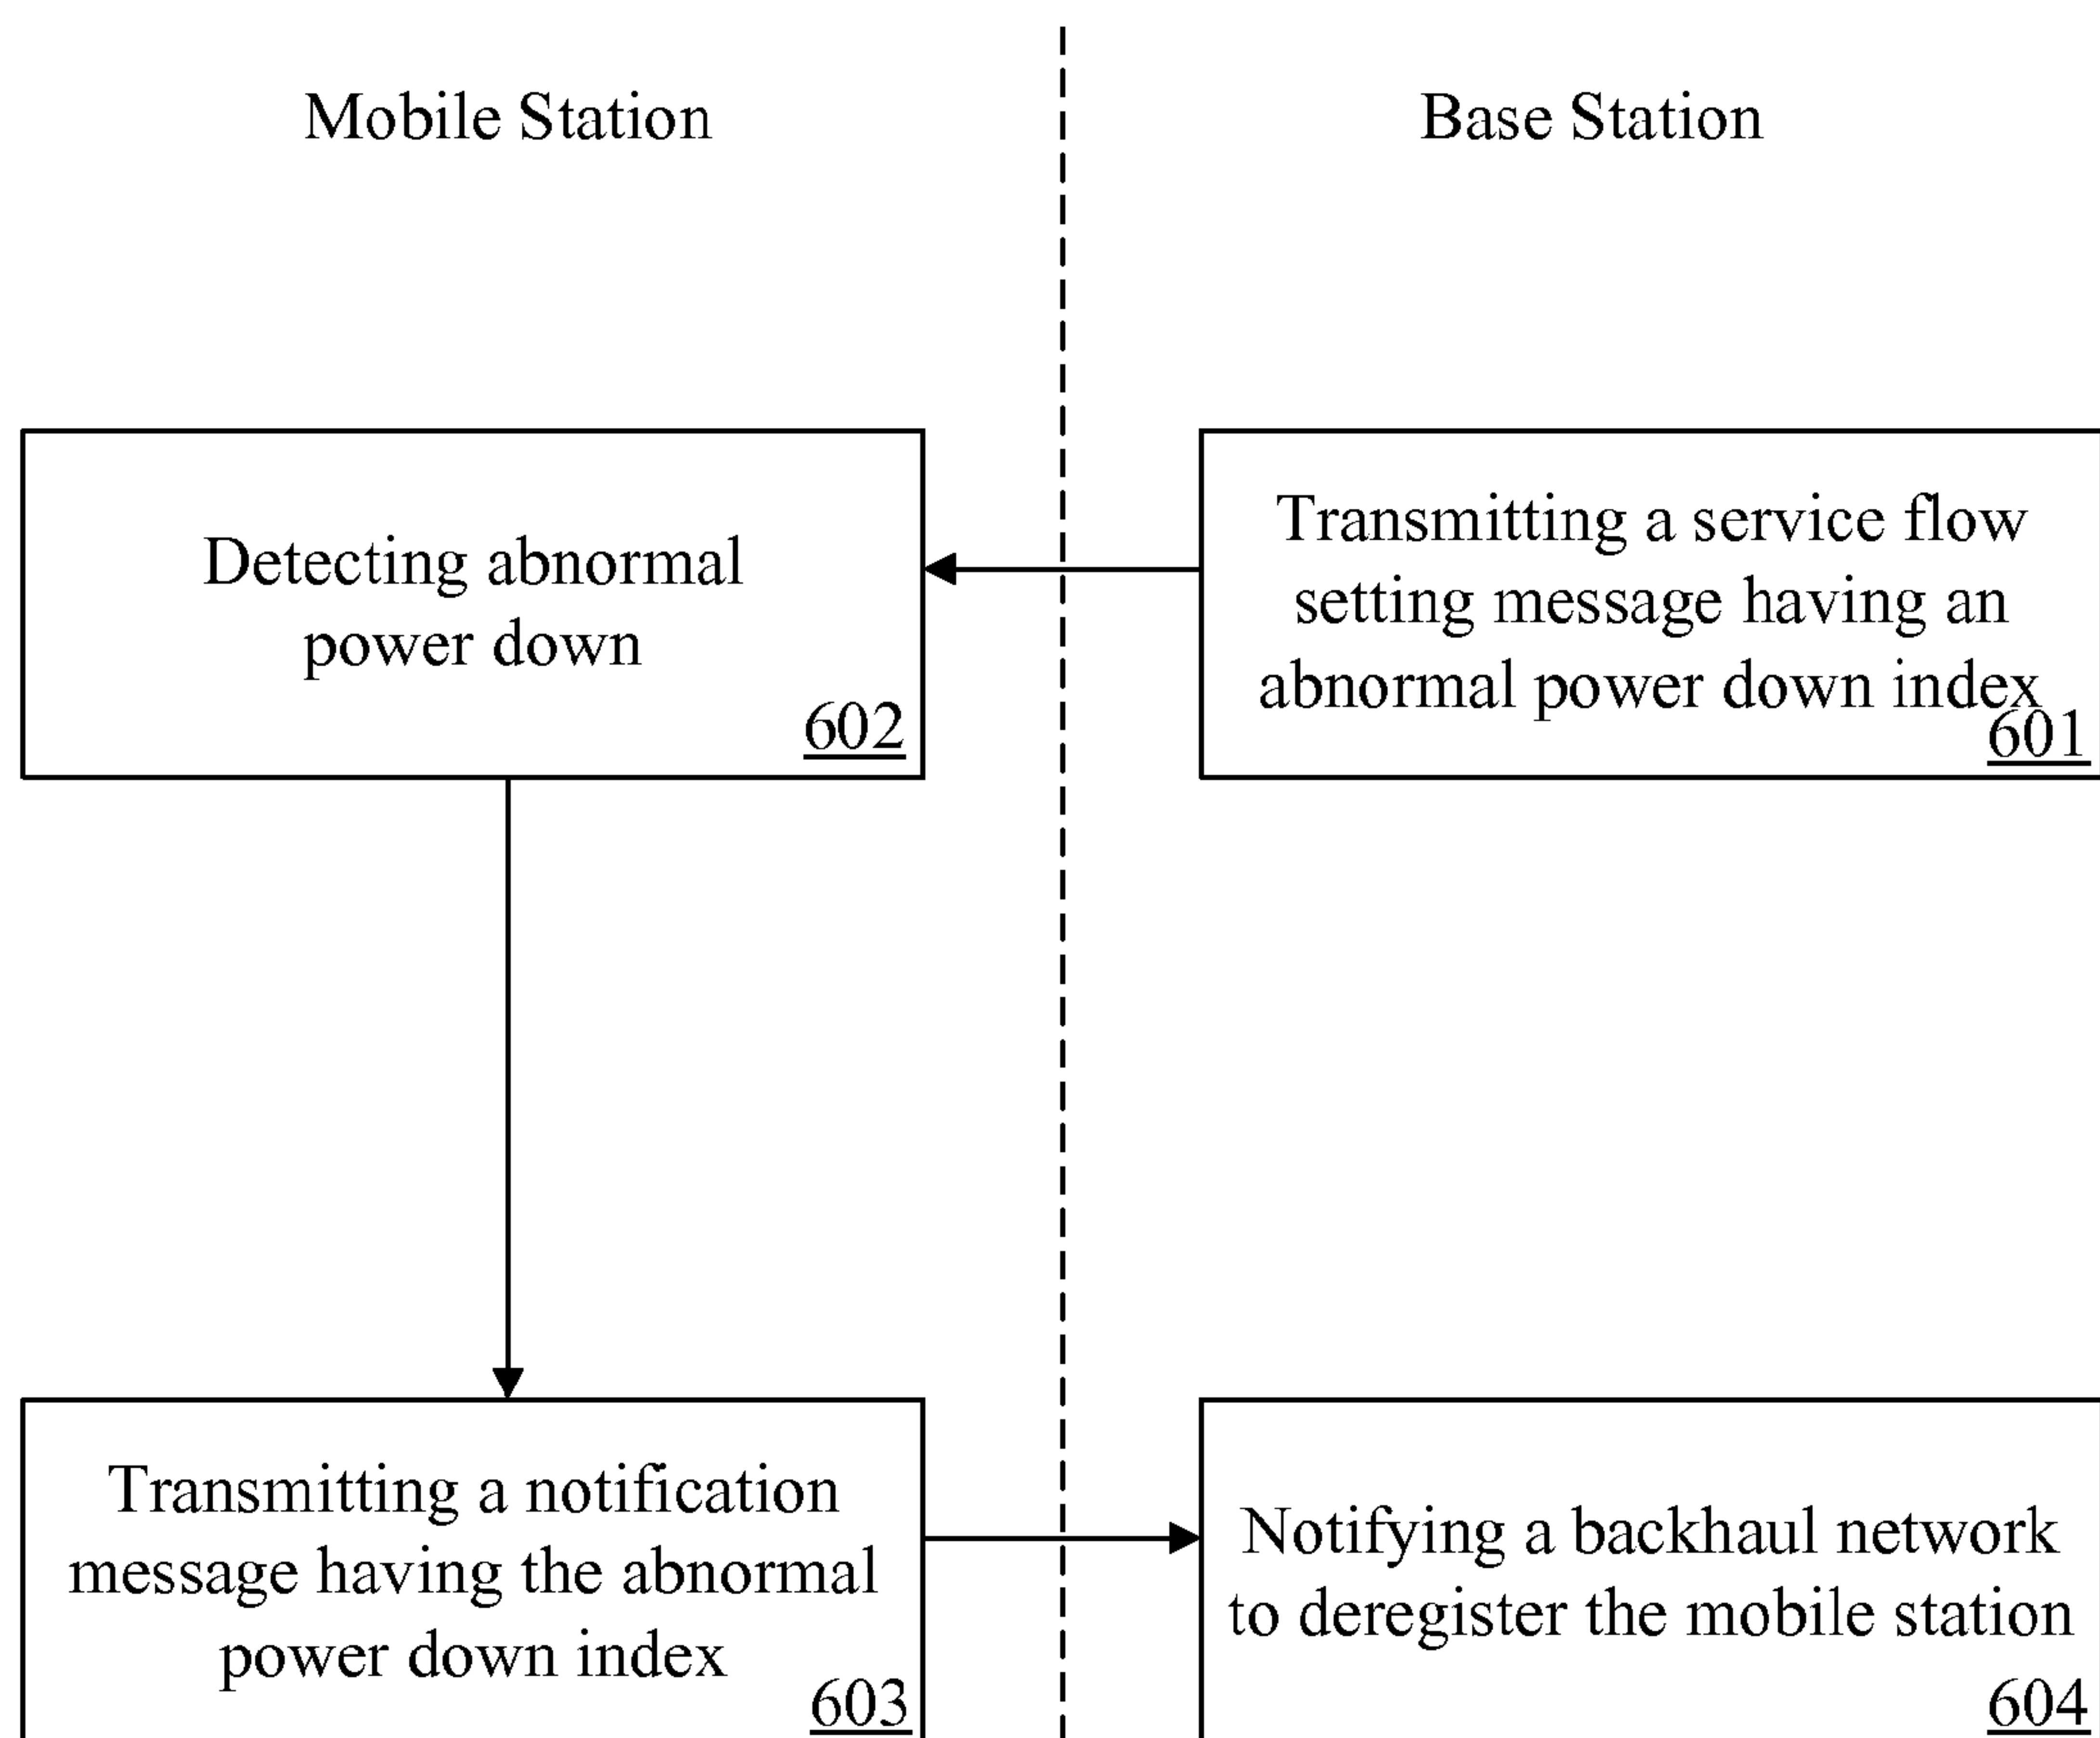 Mobile Station
Base Station
Detecting abnormal
power down
602
Transmitting a service flow
setting message having an
abnormal power down index
601
Transmitting a notification
message having the abnormal
power down index
603
Notifying a backhaul network
to deregister the mobile station
604